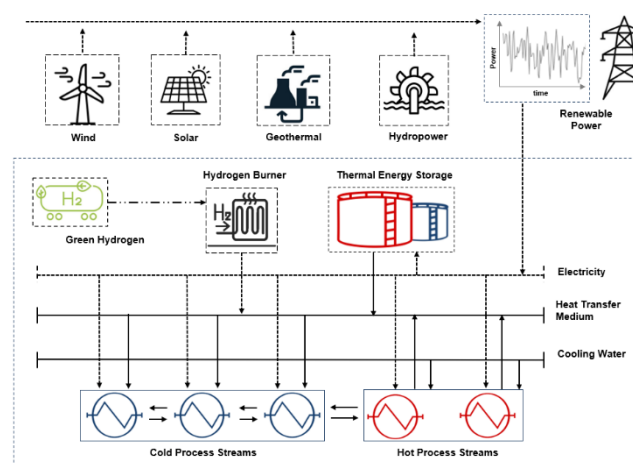 Power
time
Wind
Solar
Geothermal
Hydropower
Renewable
Power
Hydrogen Burner
Thermal Energy Storage
H2
H2
Green Hydrogen
Electricity
Heat Transfer
Medium
Cooling Water
Cold Process Streams
Hot Process Streams